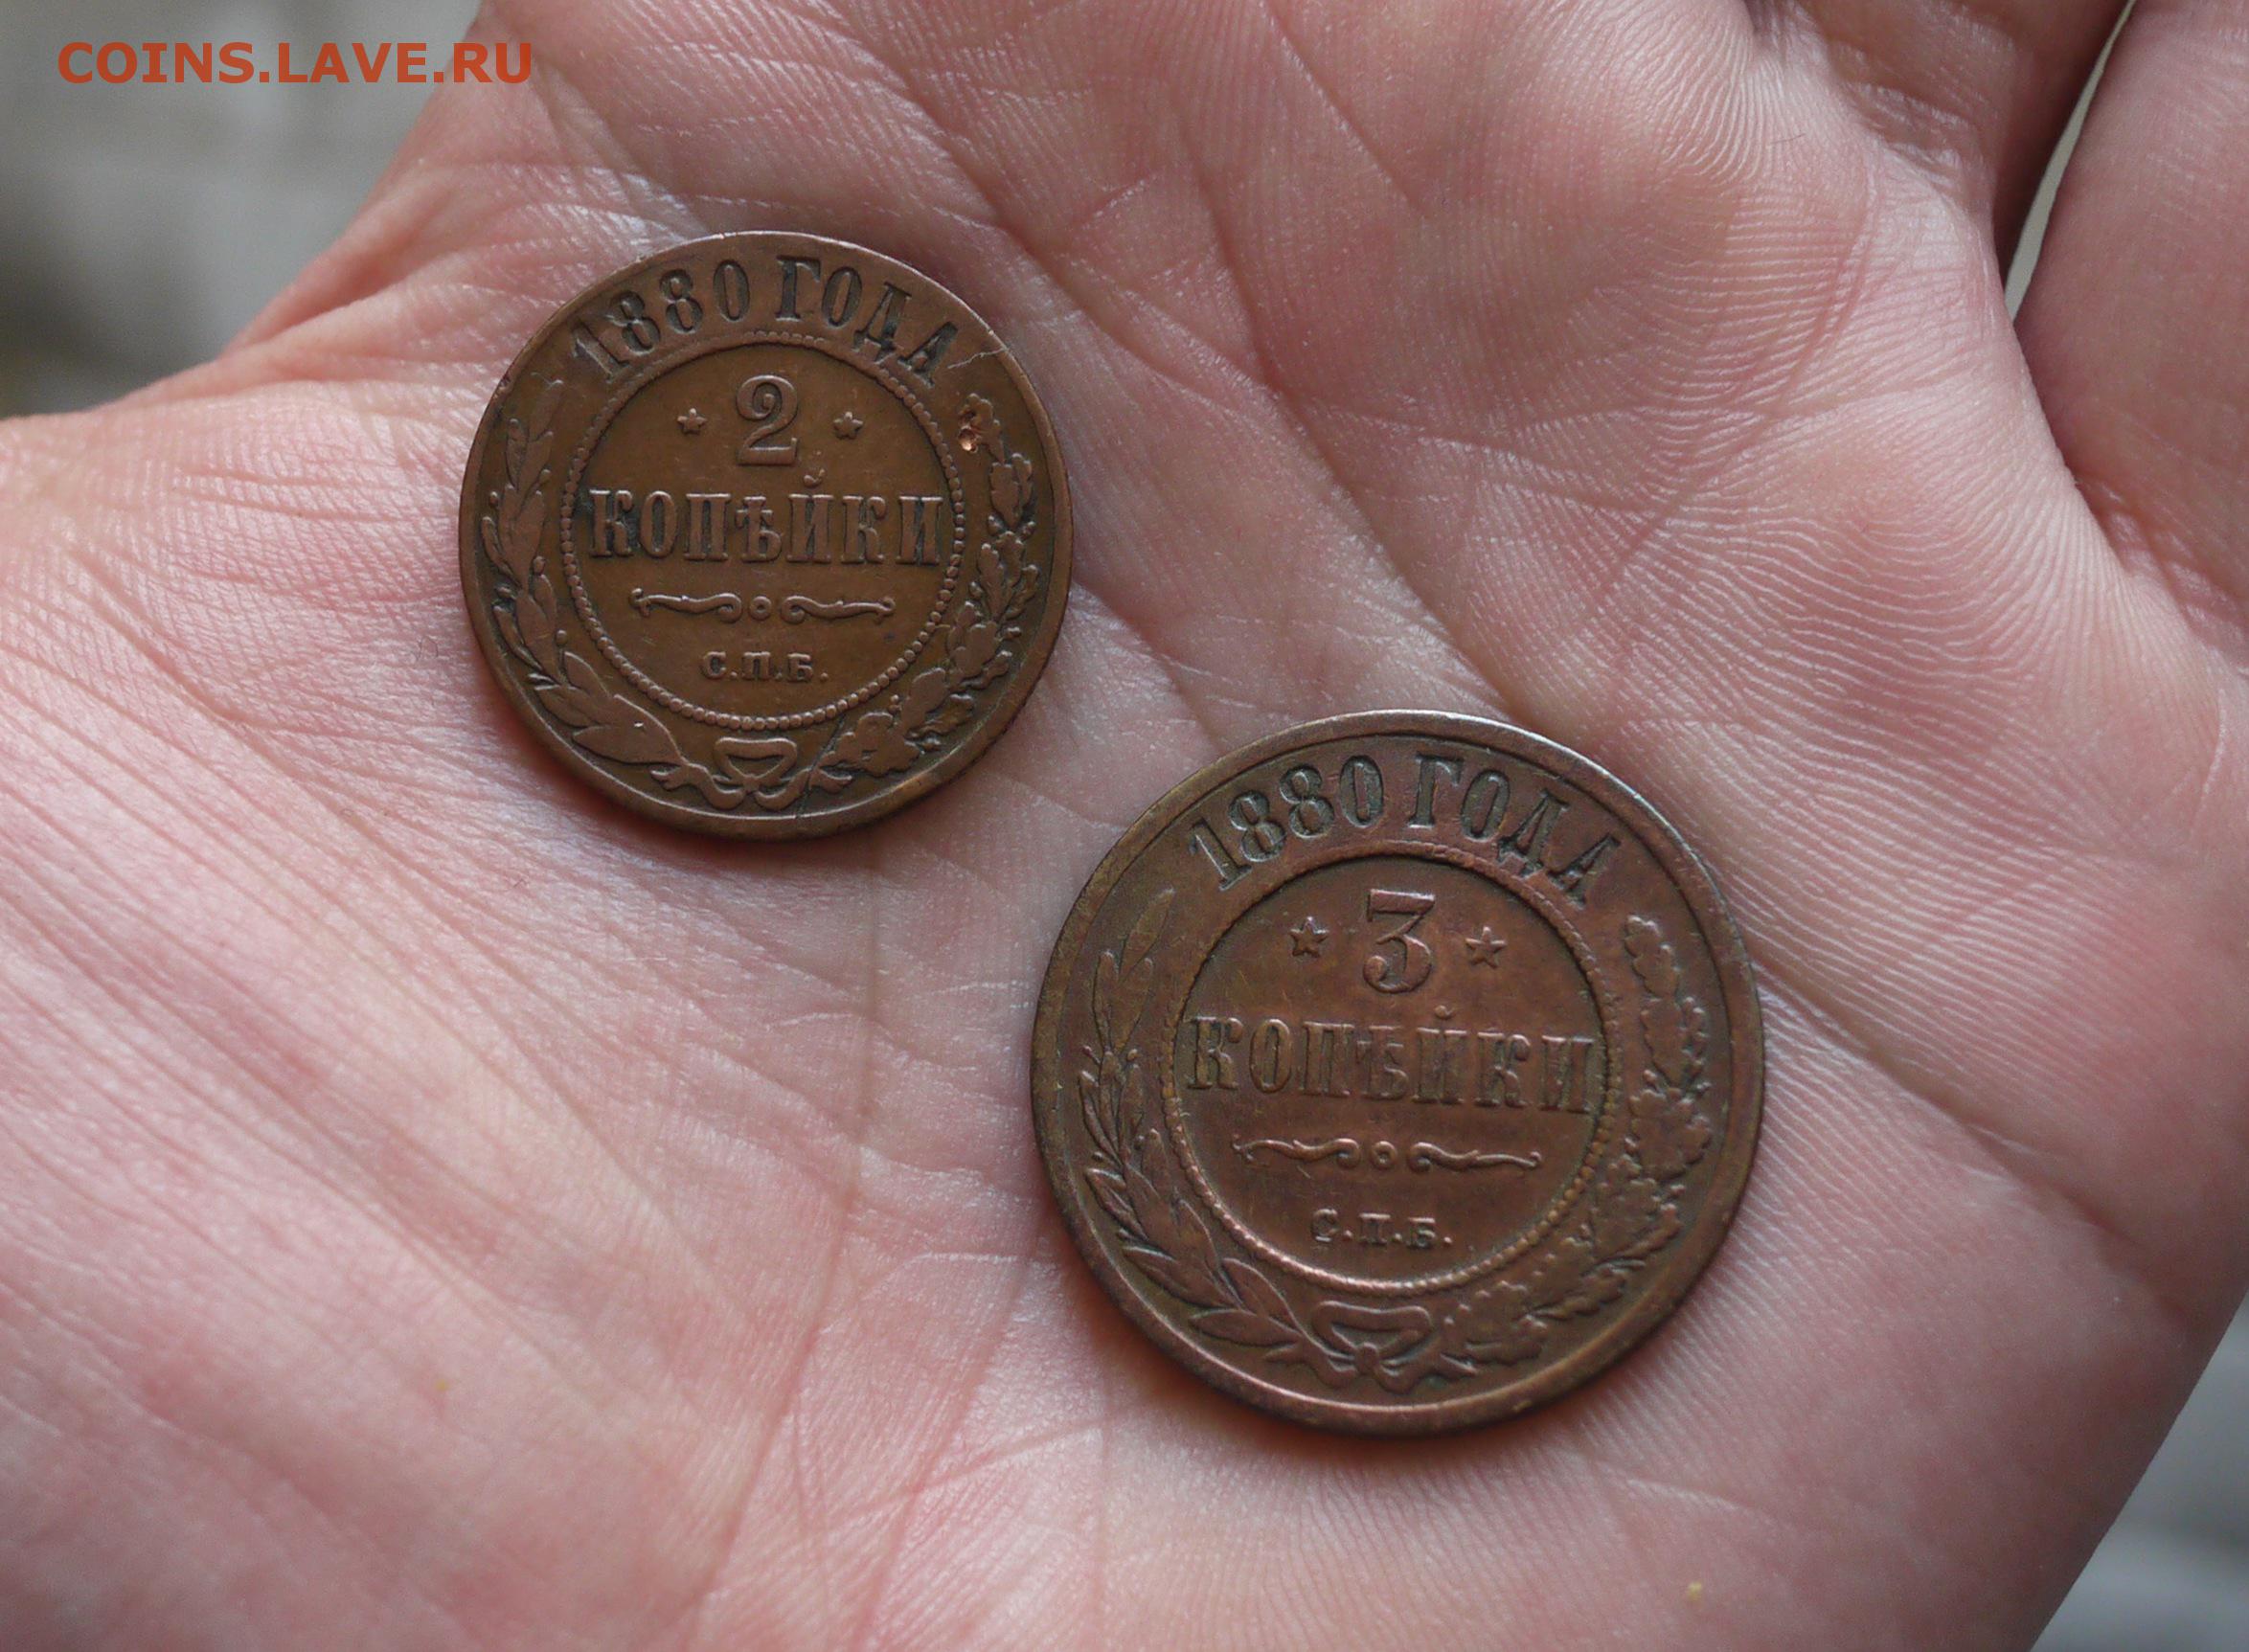 COINS.LAVE.RU
1880 ГОДА
2
КОПѢЙКИ
С.П.Б.
1880 ГОДА
3
КОПѢЙКИ
С.П.Б.